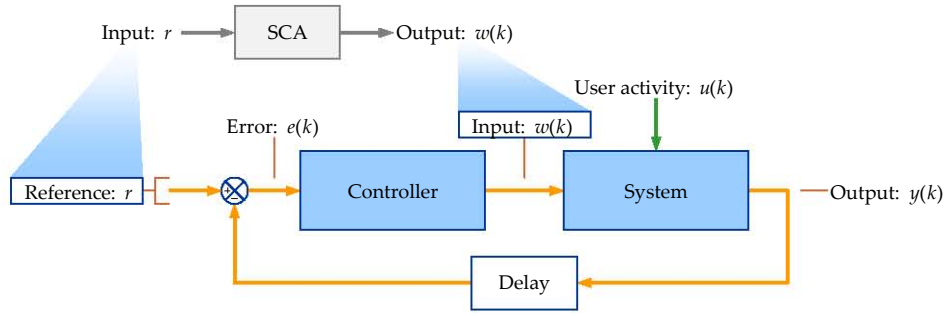 Input: r
SCA
Output: w(k)
User activity: u(k)
Error: e(k)
Input: w(k)
Reference: r
+
−
Controller
System
Output: y(k)
Delay